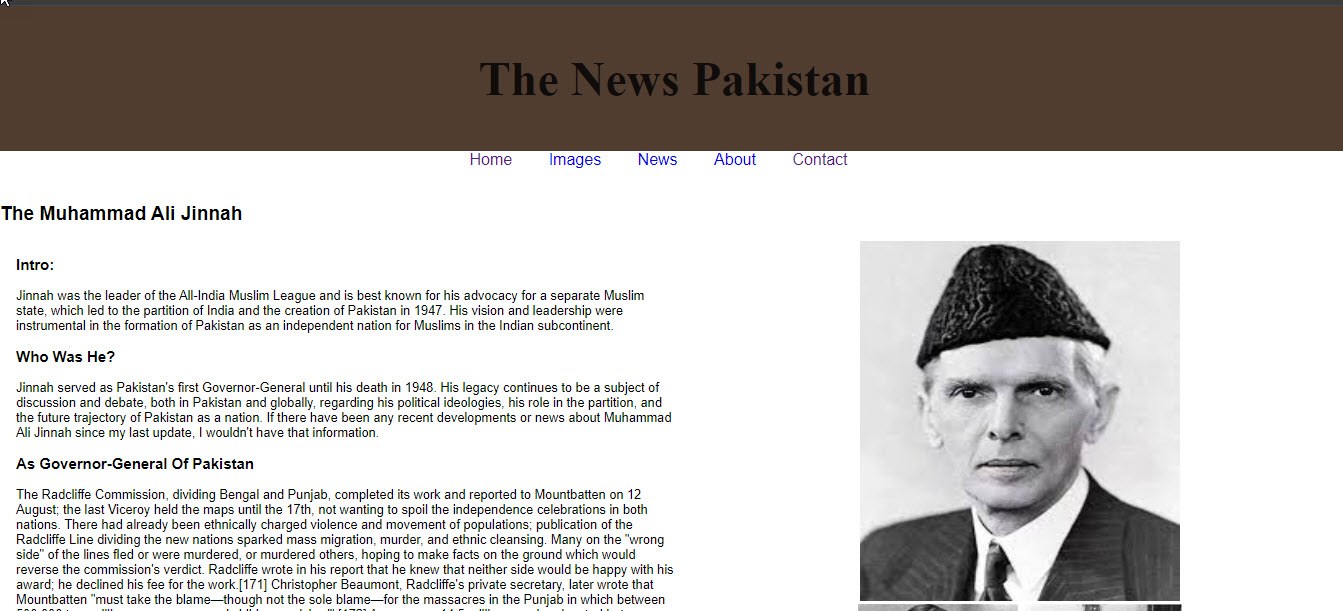 The News Pakistan
Home Images News About Contact
The Muhammad Ali Jinnah
Intro:
Jinnah was the leader of the All-India Muslim League and is best known for his advocacy for a separate Muslim
state, which led to the partition of India and the creation of Pakistan in 1947. His vision and leadership were
instrumental in the formation of Pakistan as an independent nation for Muslims in the Indian subcontinent.
Who Was He?
Jinnah served as Pakistan's first Governor-General until his death in 1948. His legacy continues to be a subject of
discussion and debate, both in Pakistan and globally, regarding his political ideologies, his role in the partition, and
the future trajectory of Pakistan as a nation. If there have been any recent developments or news about Muhammad
Ali Jinnah since my last update, I wouldn't have that information.
As Governor-General Of Pakistan
The Radcliffe Commission, dividing Bengal and Punjab, completed its work and reported to Mountbatten on 12
August; the last Viceroy held the maps until the 17th, not wanting to spoil the independence celebrations in both
nations. There had already been ethnically charged violence and movement of populations; publication of the
Radcliffe Line dividing the new nations sparked mass migration, murder, and ethnic cleansing. Many on the "wrong
side" of the lines fled or were murdered, or murdered others, hoping to make facts on the ground which would
reverse the commission's verdict. Radcliffe wrote in his report that he knew that neither side would be happy with his
award; he declined his fee for the work.[171] Christopher Beaumont, Radcliffe's private secretary, later wrote that
Mountbatten "must take the blame—though not the sole blame—for the massacres in the Punjab in which between